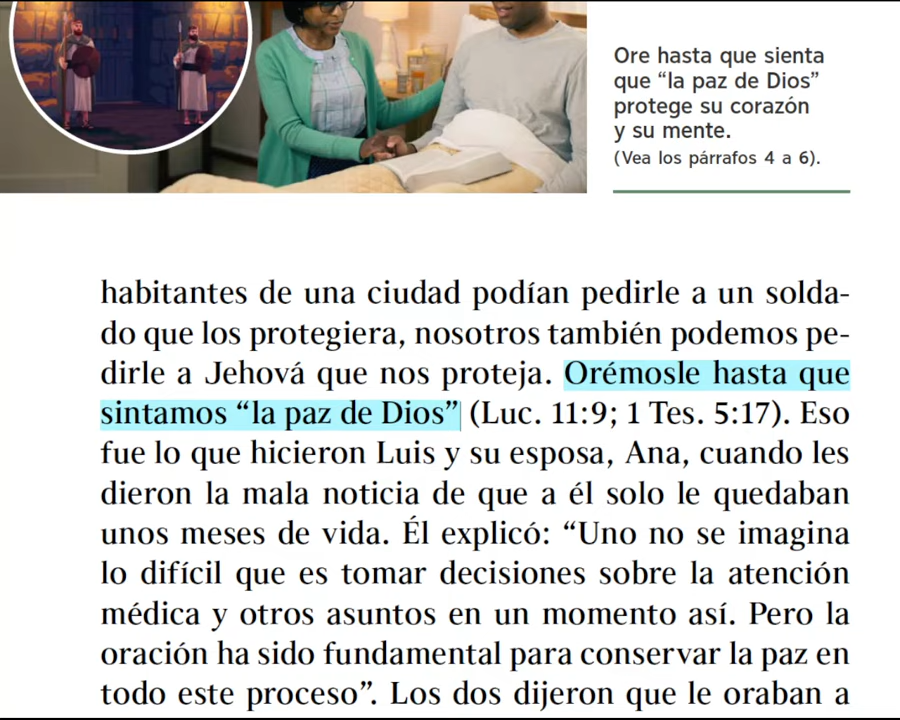 Ore hasta que sienta
que “la paz de Dios”
protege su corazón
y su mente.
(Vea los párrafos 4 a 6).
habitantes de una ciudad podían pedirle a un solda-
do que los protegiera, nosotros también podemos pe-
dirle a Jehová que nos proteja. Orémosle hasta que
sintamos “la paz de Dios” (Luc. 11:9; 1 Tes. 5:17). Eso
fue lo que hicieron Luis y su esposa, Ana, cuando les
dieron la mala noticia de que a él solo le quedaban
unos meses de vida. Él explicó: “Uno no se imagina
lo difícil que es tomar decisiones sobre la atención
médica y otros asuntos en un momento así. Pero la
oración ha sido fundamental para conservar la paz en
todo este proceso”. Los dos dijeron que le oraban a